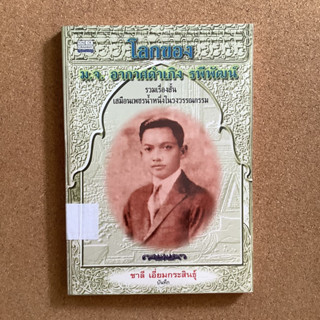 โลกของ
ม.จ. อากาศดำเกิง รพีพัฒน์
รวมเรื่องสั้น
เสมือนเพชรน้ำหนึ่งในวงวรรณกรรม
ชาลี เอี่ยมกระสินธุ์
บันทึก